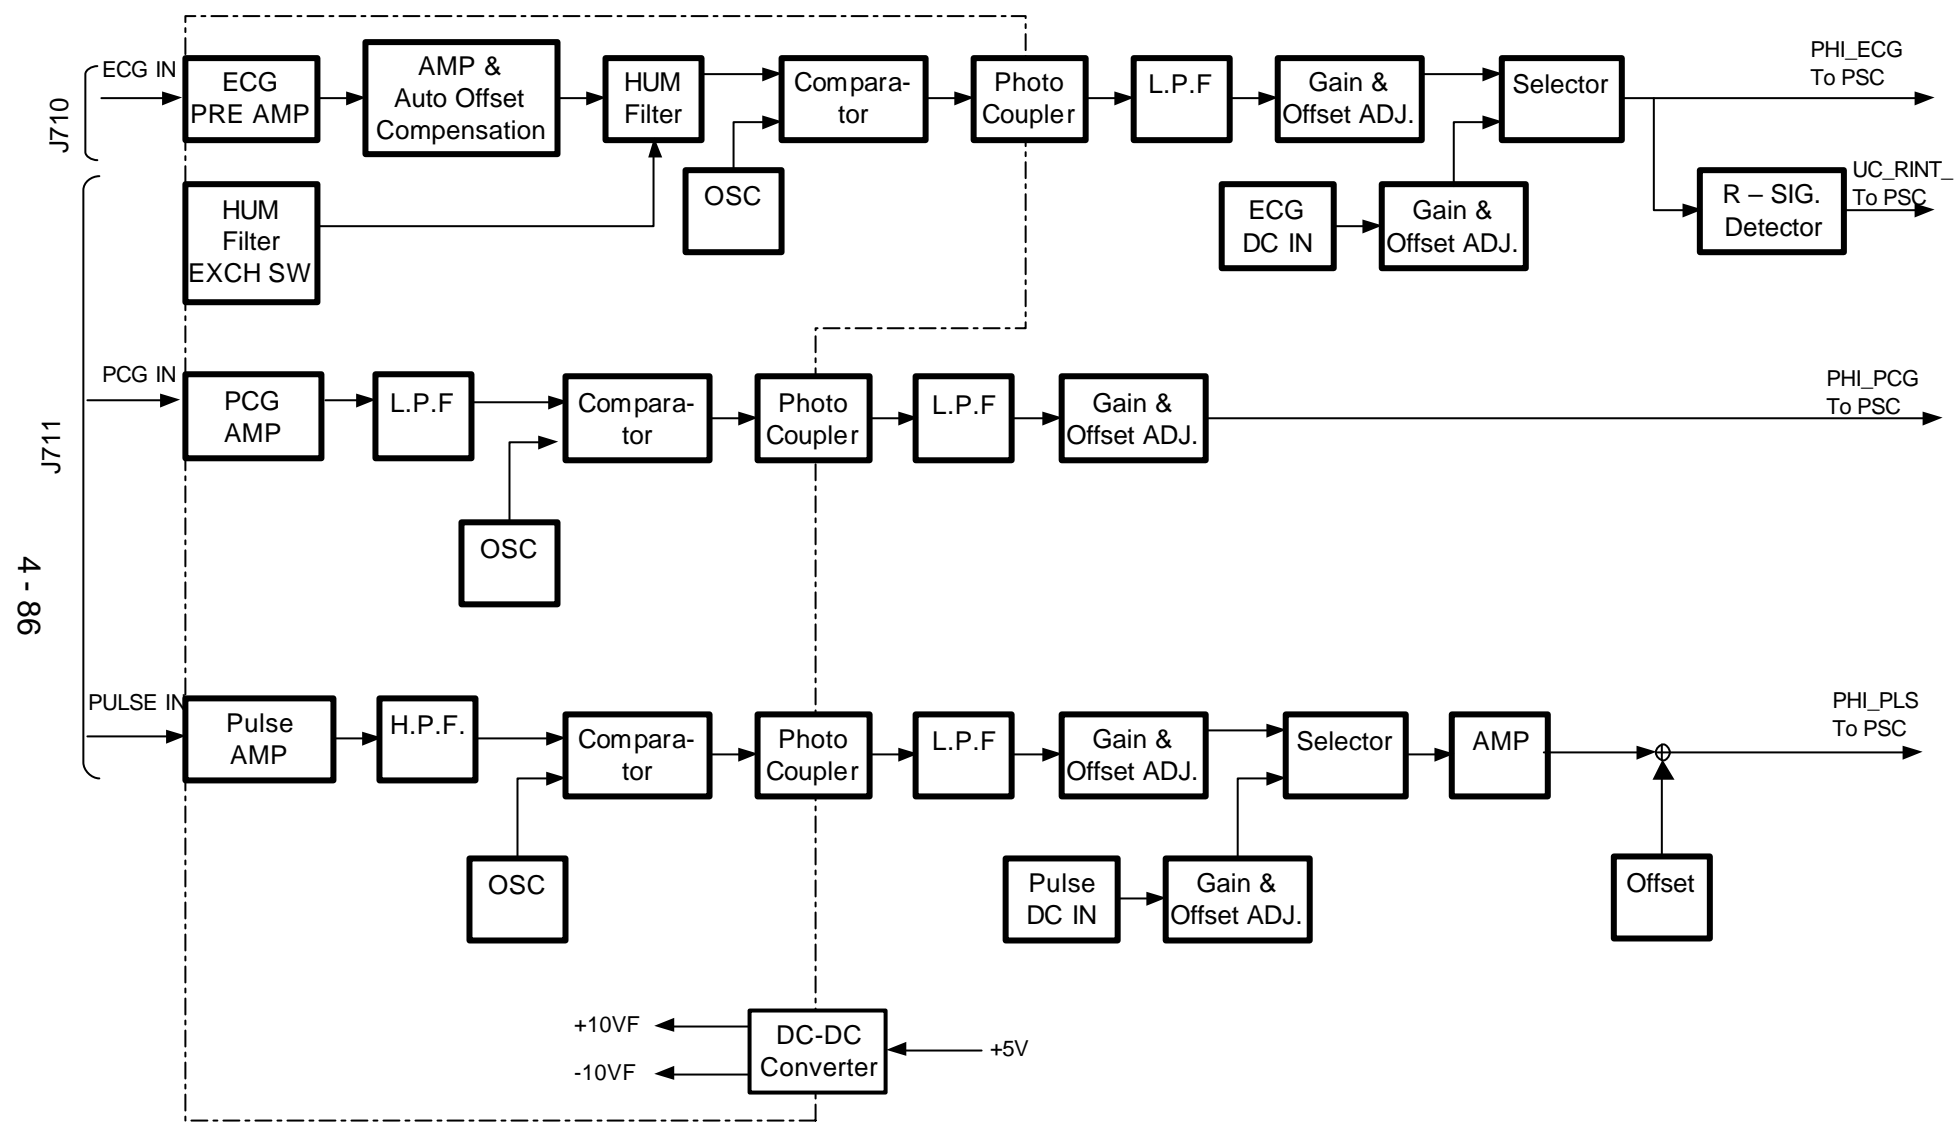 J710
ECG IN
ECG
PRE AMP
AMP &
Auto Offset
Compensation
HUM
Filter
Compara-
tor
Photo
Coupler
L.P.F
Gain &
Offset ADJ.
Selector
PHI_ECG
To PSC
HUM
Filter
EXCH SW
OSC
ECG
DC IN
Gain &
Offset ADJ.
R – SIG.
Detector
UC_RINT_
To PSC
J711
PCG IN
PCG
AMP
L.P.F
Compara-
tor
Photo
Coupler
L.P.F
Gain &
Offset ADJ.
PHI_PCG
To PSC
OSC
4 - 86
PULSE IN
Pulse
AMP
H.P.F.
Compara-
tor
Photo
Coupler
L.P.F
Gain &
Offset ADJ.
Selector
AMP
PHI_PLS
To PSC
OSC
Pulse
DC IN
Gain &
Offset ADJ.
Offset
+10VF
-10VF
DC-DC
Converter
+5V